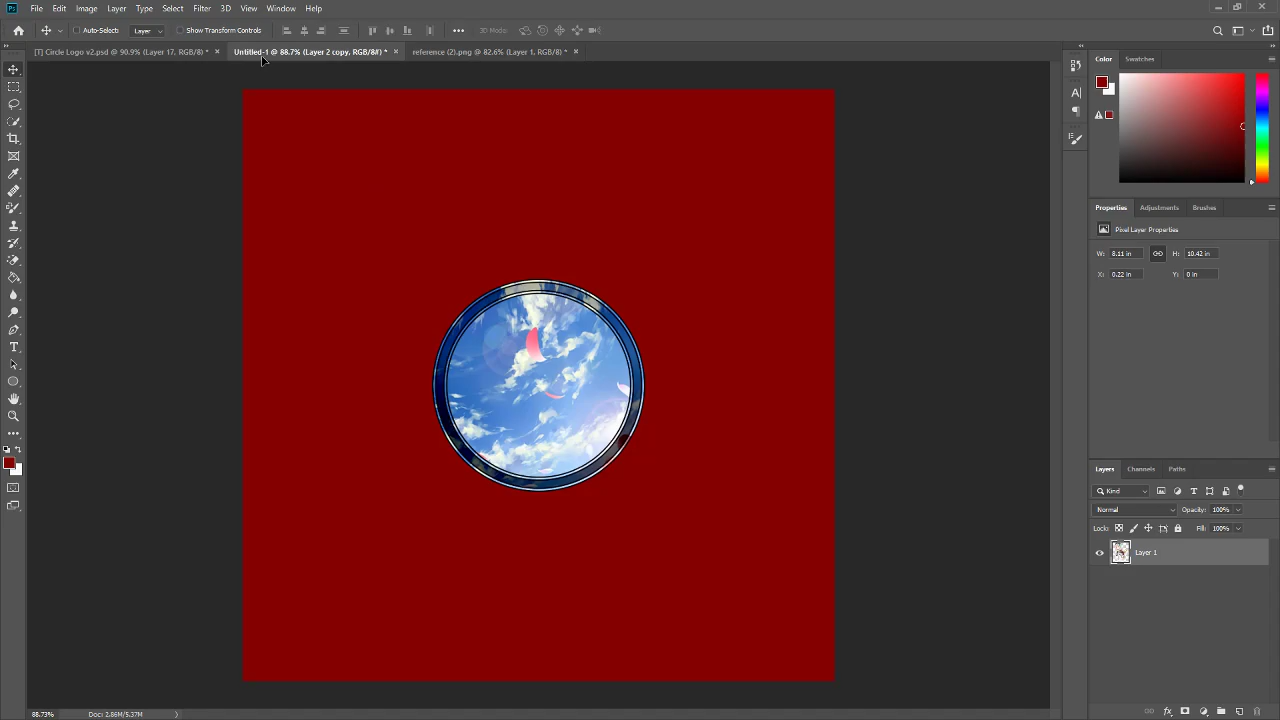 Ps File Edit Image Layer Type Select Filter 3D View Window Help
Auto-Select: Layer Show Transform Controls 3D Mode:
[T] Circle Logo v2.psd @ 90.9% (Layer 17, RGB/8) * × Untitled-1 @ 88.7% (Layer 2 copy, RGB/8#) * × reference (2).png @ 82.6% (Layer 1, RGB/8) * ×
Color Swatches
Properties Adjustments Brushes
Pixel Layer Properties
W: 8.11 in H: 10.42 in
X: 0.22 in Y: 0 in
Layers Channels Paths
Kind
Normal Opacity: 100%
Lock: Fill: 100%
Layer 1
88.73% Doc: 2.86M/5.37M